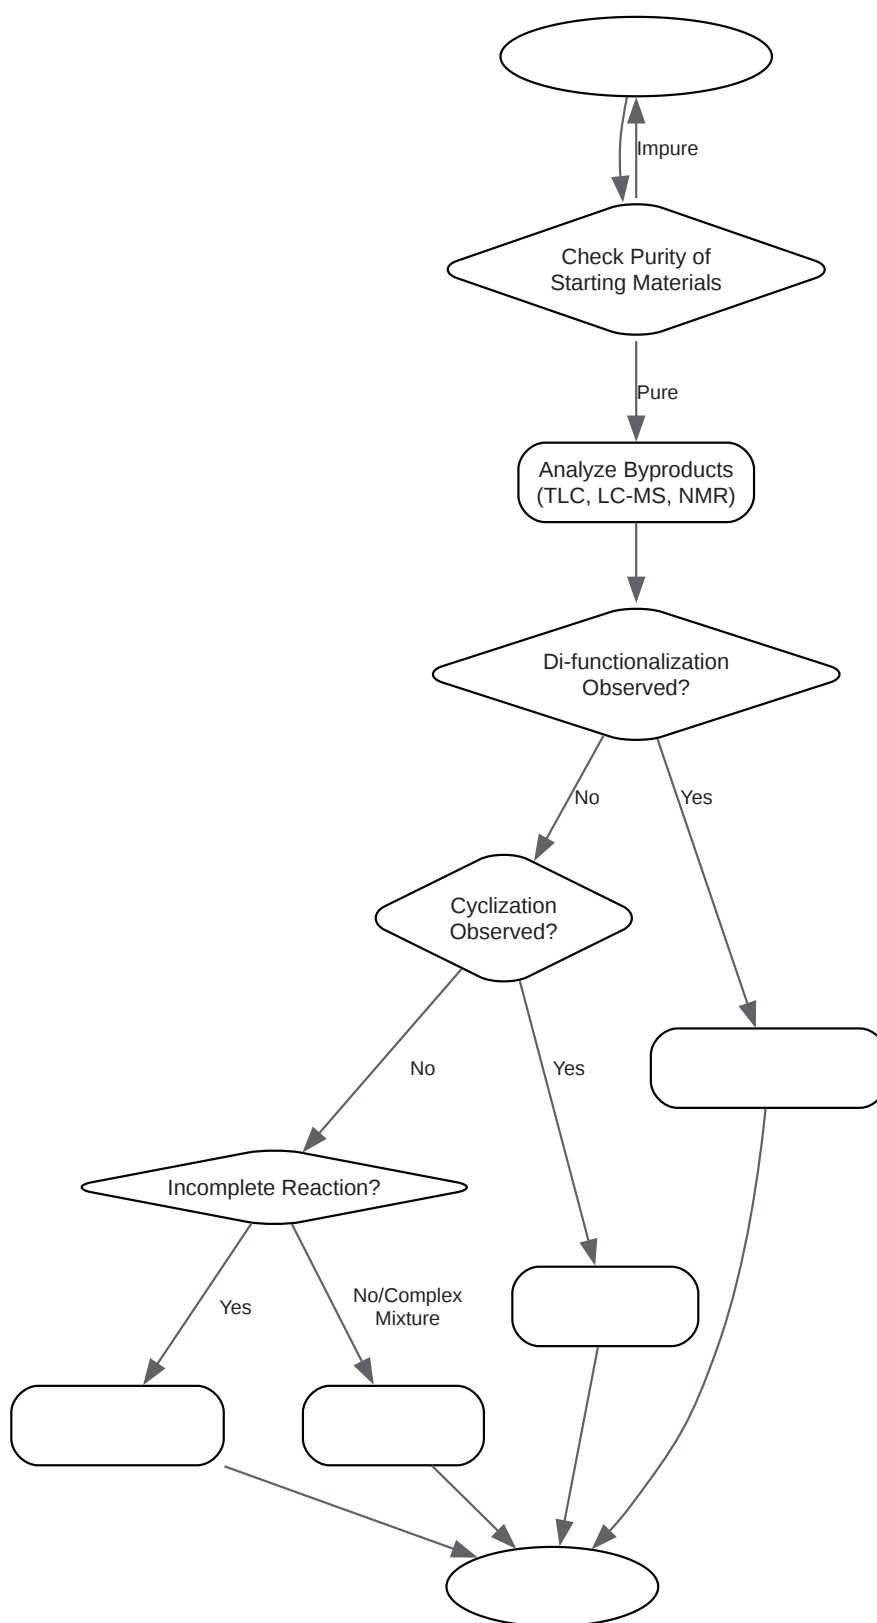 Impure
Check Purity of
Starting Materials
Pure
Analyze Byproducts
(TLC, LC-MS, NMR)
Di-functionalization
Observed?
No
Yes
Cyclization
Observed?
No
Yes
Incomplete Reaction?
Yes
No/Complex
Mixture